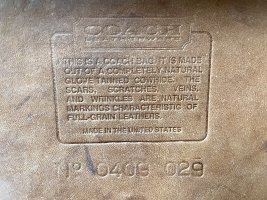 COACH
THIS IS A COACH BAG. IT IS MADE
OUT OF A COMPLETELY NATURAL
GLOVE TANNED COWHIDE. THE
SCARS, SCRATCHES, VEINS,
AND WRINKLES ARE NATURAL
MARKINGS CHARACTERISTIC OF
FULL-GRAIN LEATHERS.
MADE IN THE UNITED STATES
Nº 0409 029